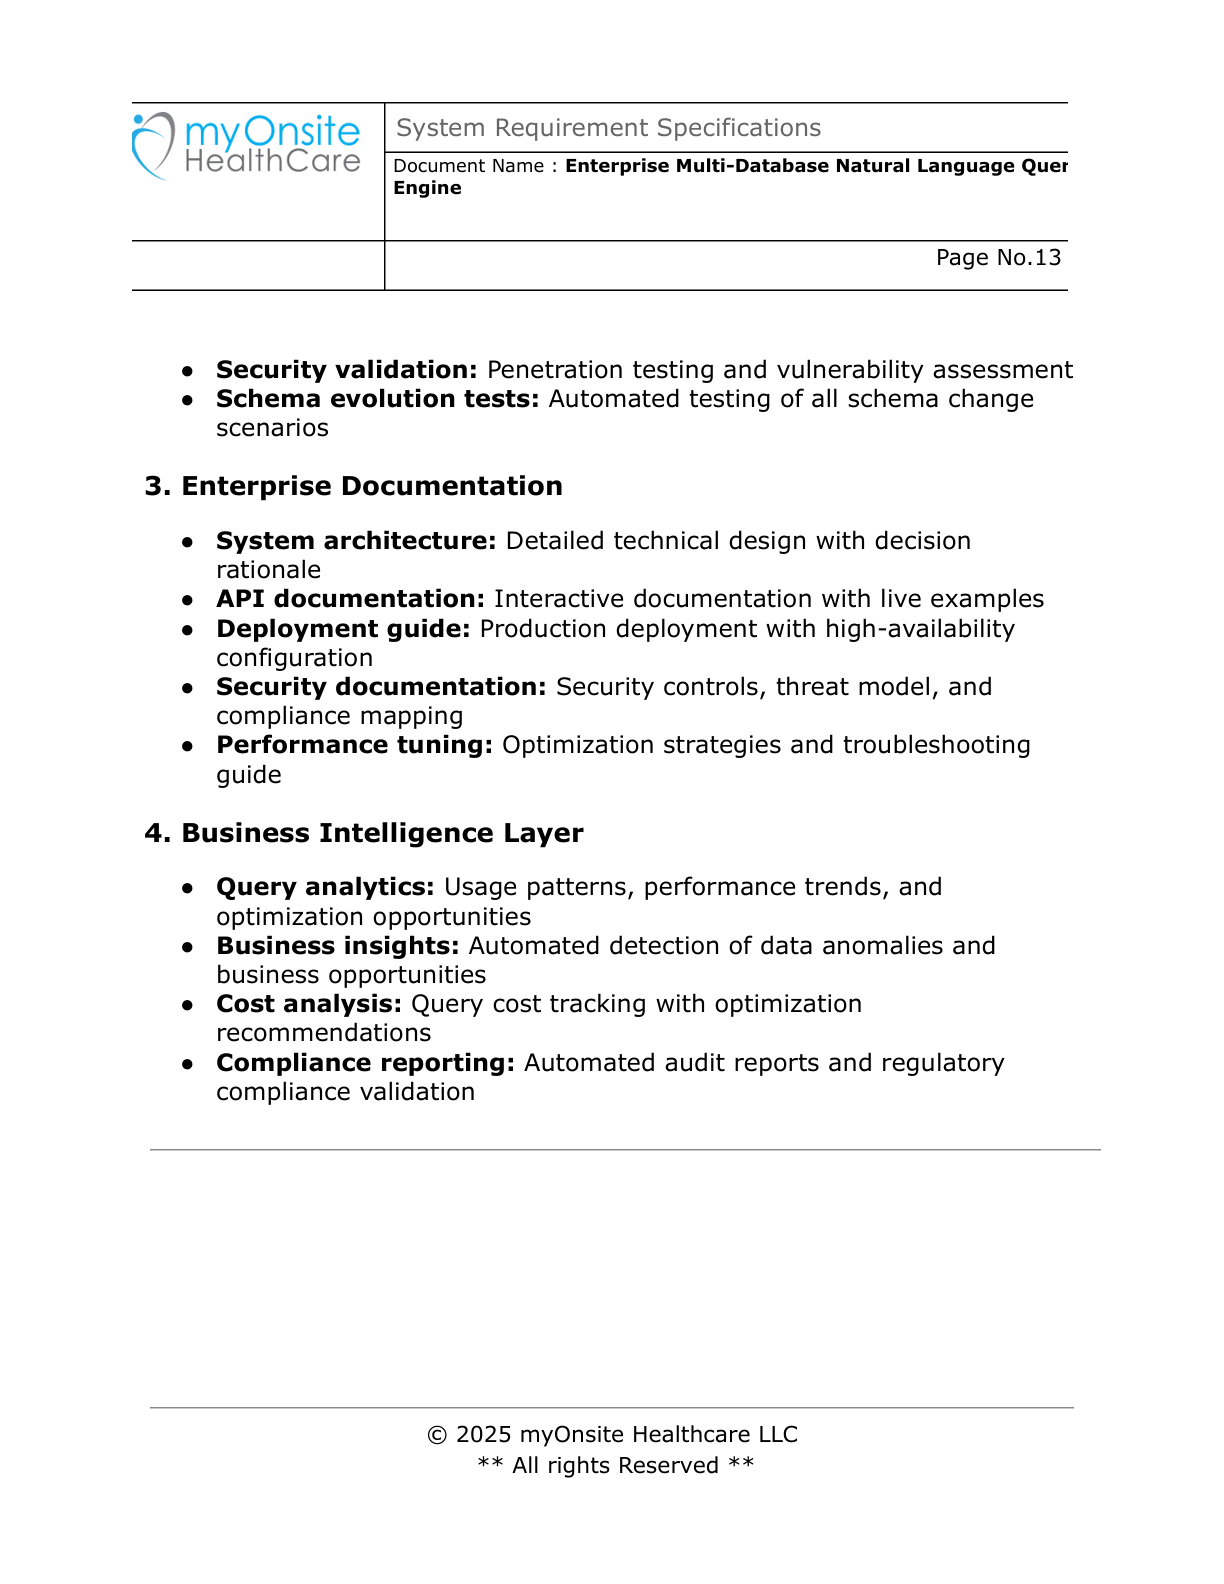 myOnsite
HealthCare
System Requirement Specifications
Document Name : Enterprise Multi-Database Natural Language Quer
Engine
Page No.13
● Security validation: Penetration testing and vulnerability assessment
● Schema evolution tests: Automated testing of all schema change
scenarios
3. Enterprise Documentation
● System architecture: Detailed technical design with decision
rationale
● API documentation: Interactive documentation with live examples
● Deployment guide: Production deployment with high-availability
configuration
● Security documentation: Security controls, threat model, and
compliance mapping
● Performance tuning: Optimization strategies and troubleshooting
guide
4. Business Intelligence Layer
● Query analytics: Usage patterns, performance trends, and
optimization opportunities
● Business insights: Automated detection of data anomalies and
business opportunities
● Cost analysis: Query cost tracking with optimization
recommendations
● Compliance reporting: Automated audit reports and regulatory
compliance validation
© 2025 myOnsite Healthcare LLC
** All rights Reserved **